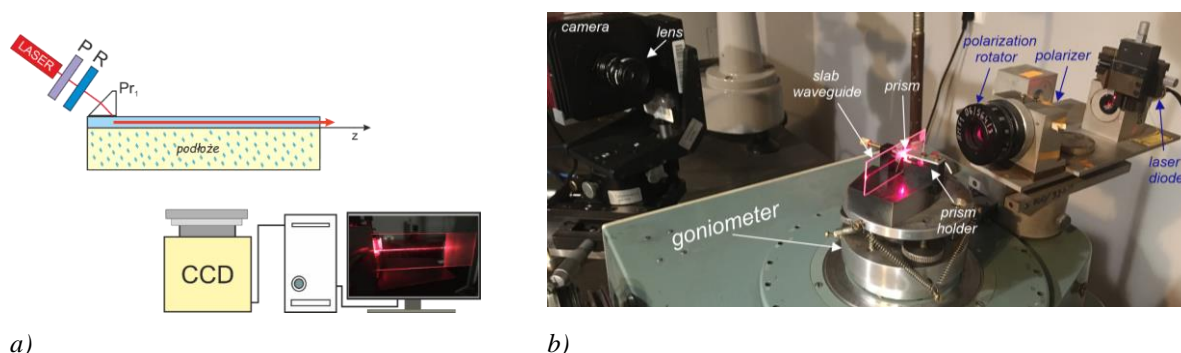 LASER
P R
Pr1
z
podłoże
CCD
a)
camera
lens
slab
waveguide
prism
polarization
rotator
polarizer
laser
diode
prism
holder
goniometer
b)